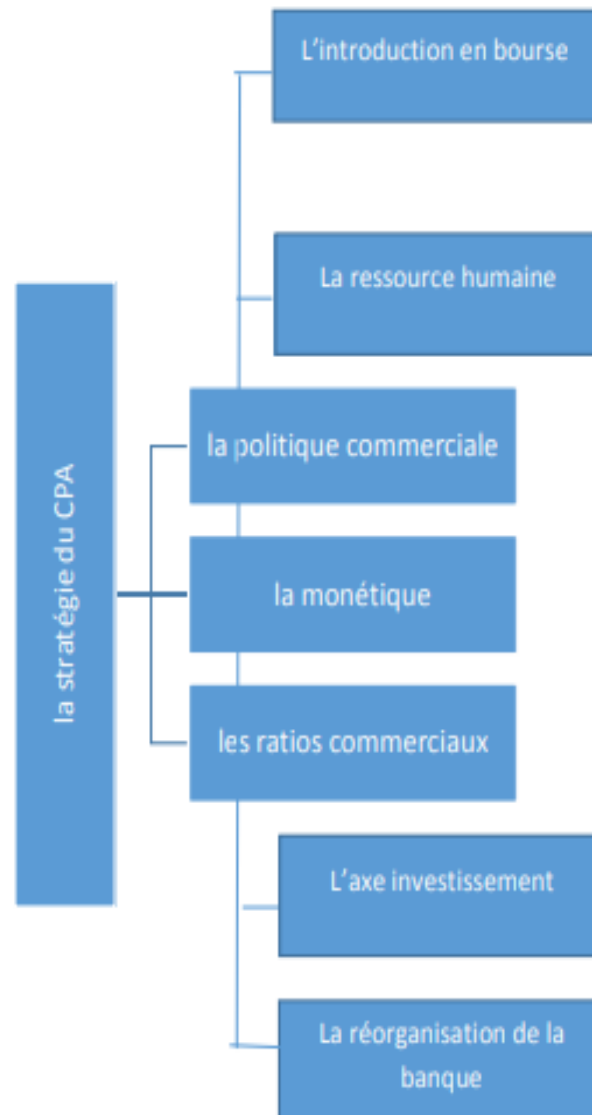 L'introduction en bourse
La ressource humaine
la stratégie du CPA
la politique commerciale
la monétique
les ratios commerciaux
L'axe investissement
La réorganisation de la
banque